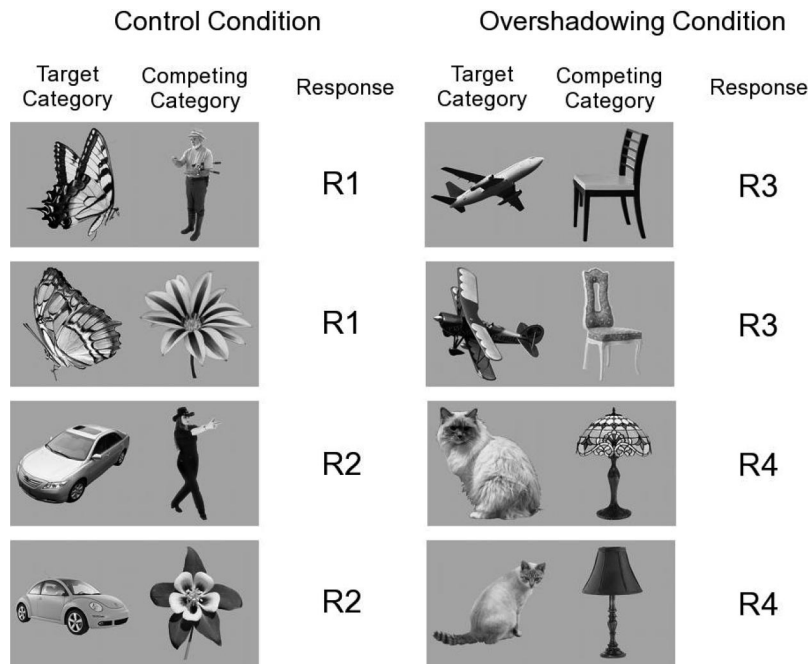 Control Condition
Overshadowing Condition
Target Category
Competing Category
Response
Target Category
Competing Category
Response
R1
R3
R1
R3
R2
R4
R2
R4